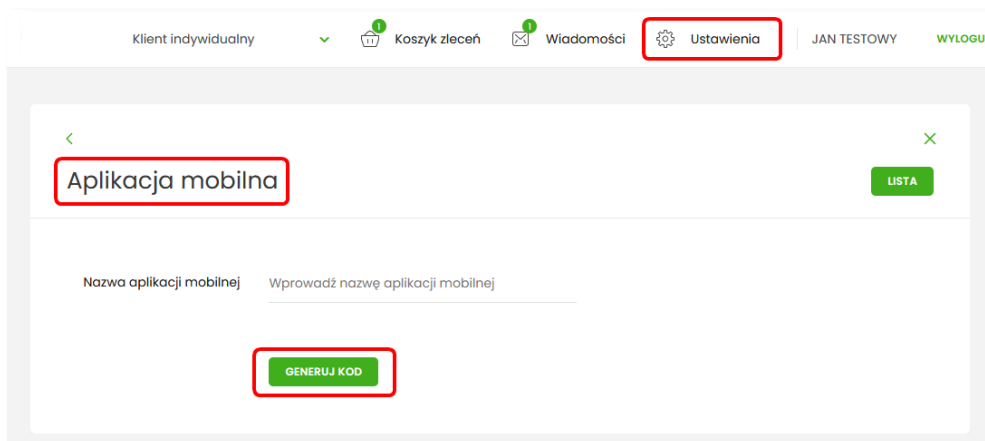 Klient indywidualny 1 Koszyk zleceń 1 Wiadomości Ustawienia JAN TESTOWY WYLOGU
Aplikacja mobilna LISTA
Nazwa aplikacji mobilnej Wprowadź nazwę aplikacji mobilnej
GENERUJ KOD